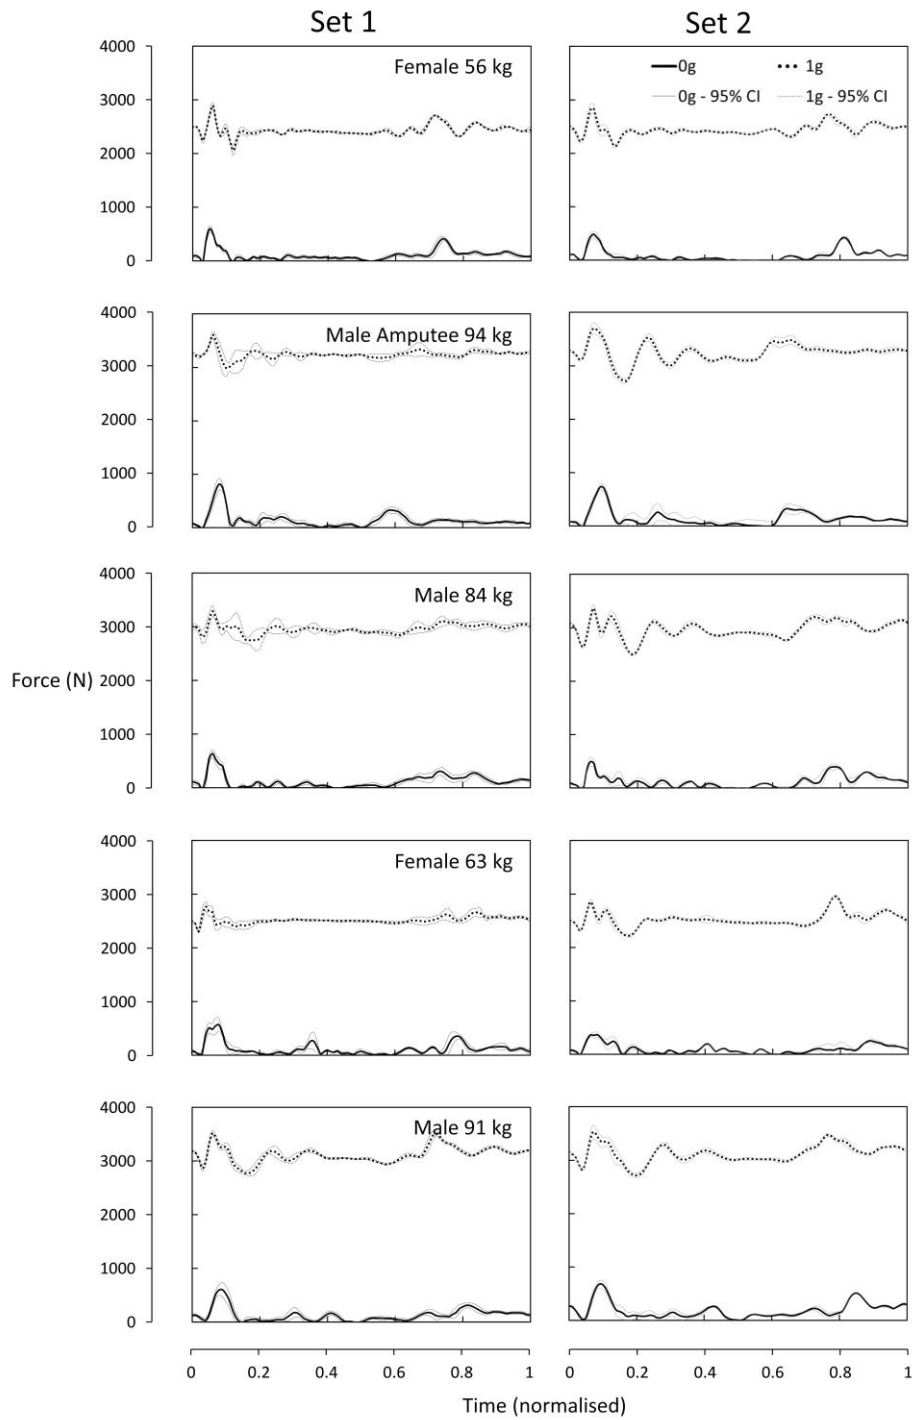 Set 1 Set 2
4000
3000
2000
1000
0
Female 56 kg
0g 1g
0g - 95% CI 1g - 95% CI
4000
3000
2000
1000
0
Male Amputee 94 kg
4000
3000
2000
1000
0
Male 84 kg
Force (N)
4000
3000
2000
1000
0
Female 63 kg
4000
3000
2000
1000
0
Male 91 kg
0 0.2 0.4 0.6 0.8 1 0 0.2 0.4 0.6 0.8 1
Time (normalised)